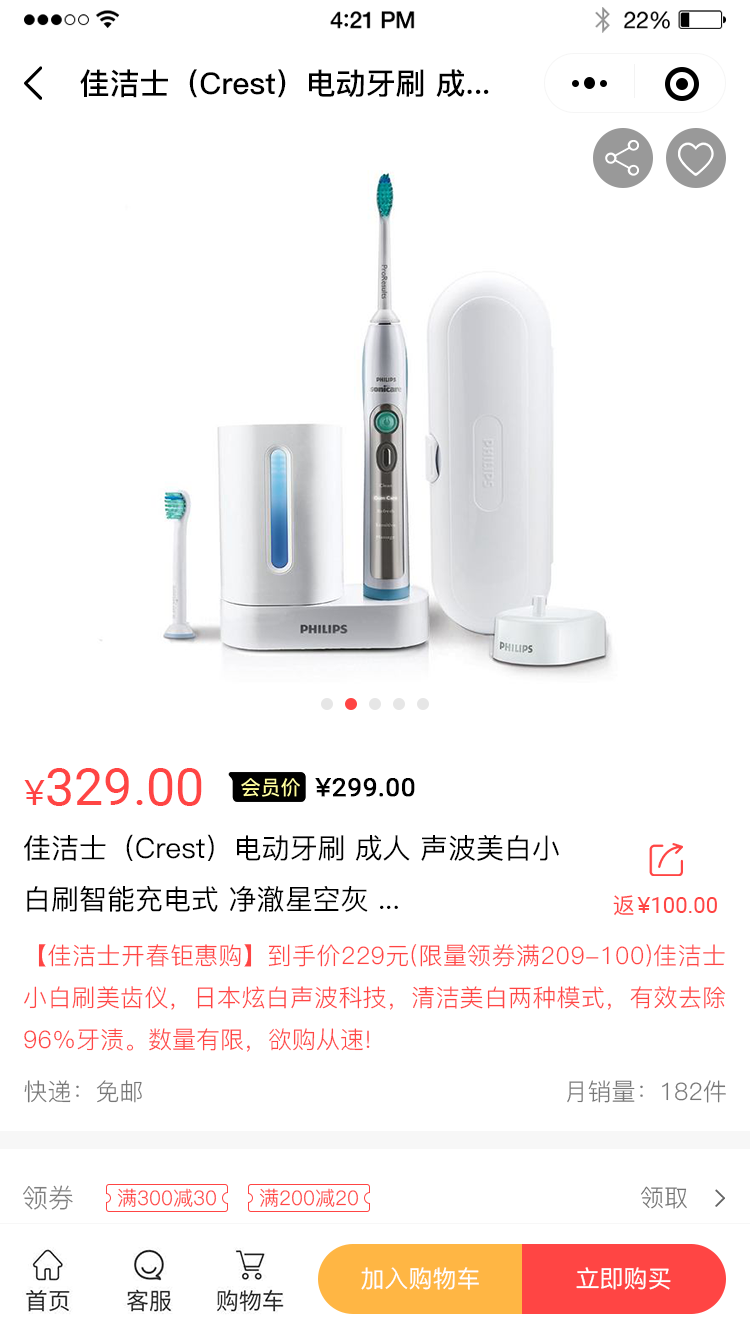 4:21 PM
22%
佳洁士（Crest）电动牙刷 成...
ProResults
PHILIPS
sonicare
PHILIPS
PHILIPS
PHILIPS
¥329.00
会员价 ¥299.00
佳洁士（Crest）电动牙刷 成人 声波美白小
白刷智能充电式 净澈星空灰 ...
返¥100.00
【佳洁士开春钜惠购】到手价229元(限量领券满209-100)佳洁士
小白刷美齿仪，日本炫白声波科技，清洁美白两种模式，有效去除
96%牙渍。数量有限，欲购从速!
快递：免邮
月销量：182件
领券
满300减30
满200减20
领取
首页
客服
购物车
加入购物车
立即购买